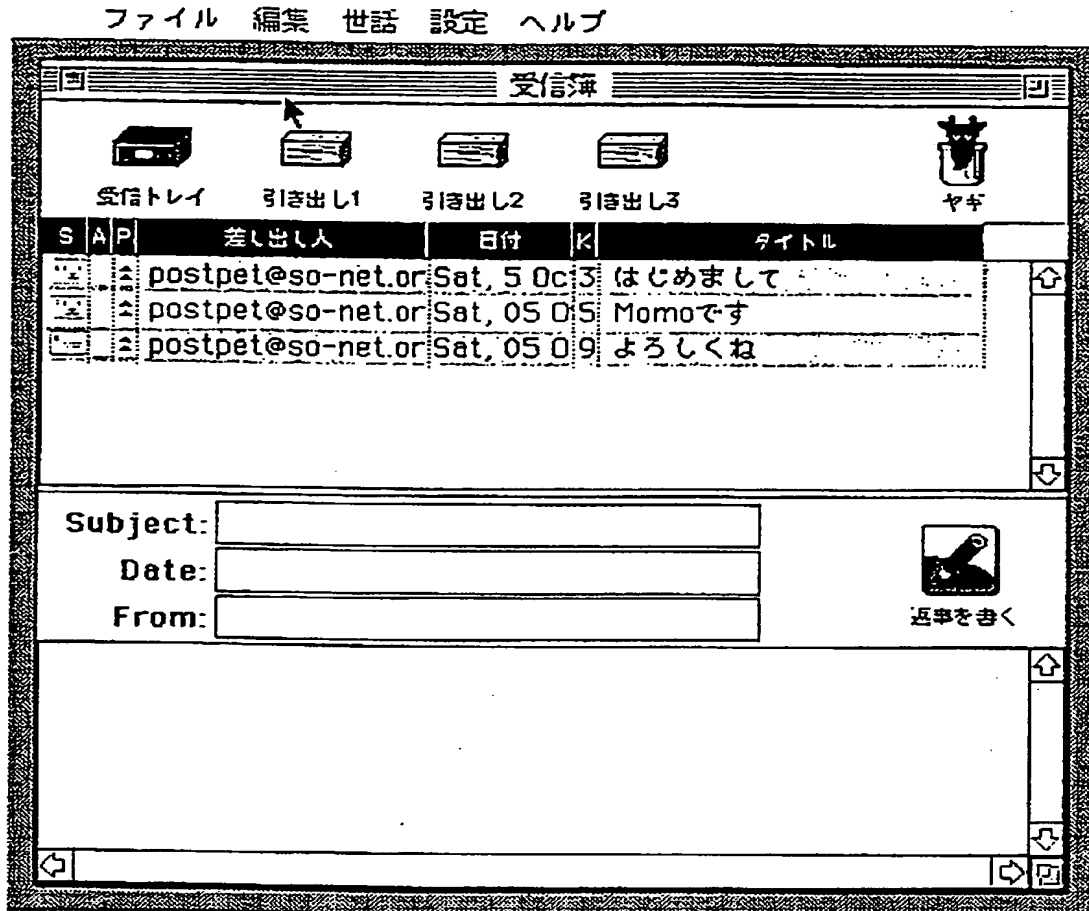 ファイル 編集 世話 設定 ヘルプ
受信簿
受信トレイ 引き出し1 引き出し2 引き出し3 ヤギ
S A P 差し出し人 日付 K タイトル
postpet@so-net.or Sat, 5 Oc 3 はじめまして
postpet@so-net.or Sat, 05 O 5 Momoです
postpet@so-net.or Sat, 05 O 9 よろしくね
Subject:
Date:
From:
返事を書く